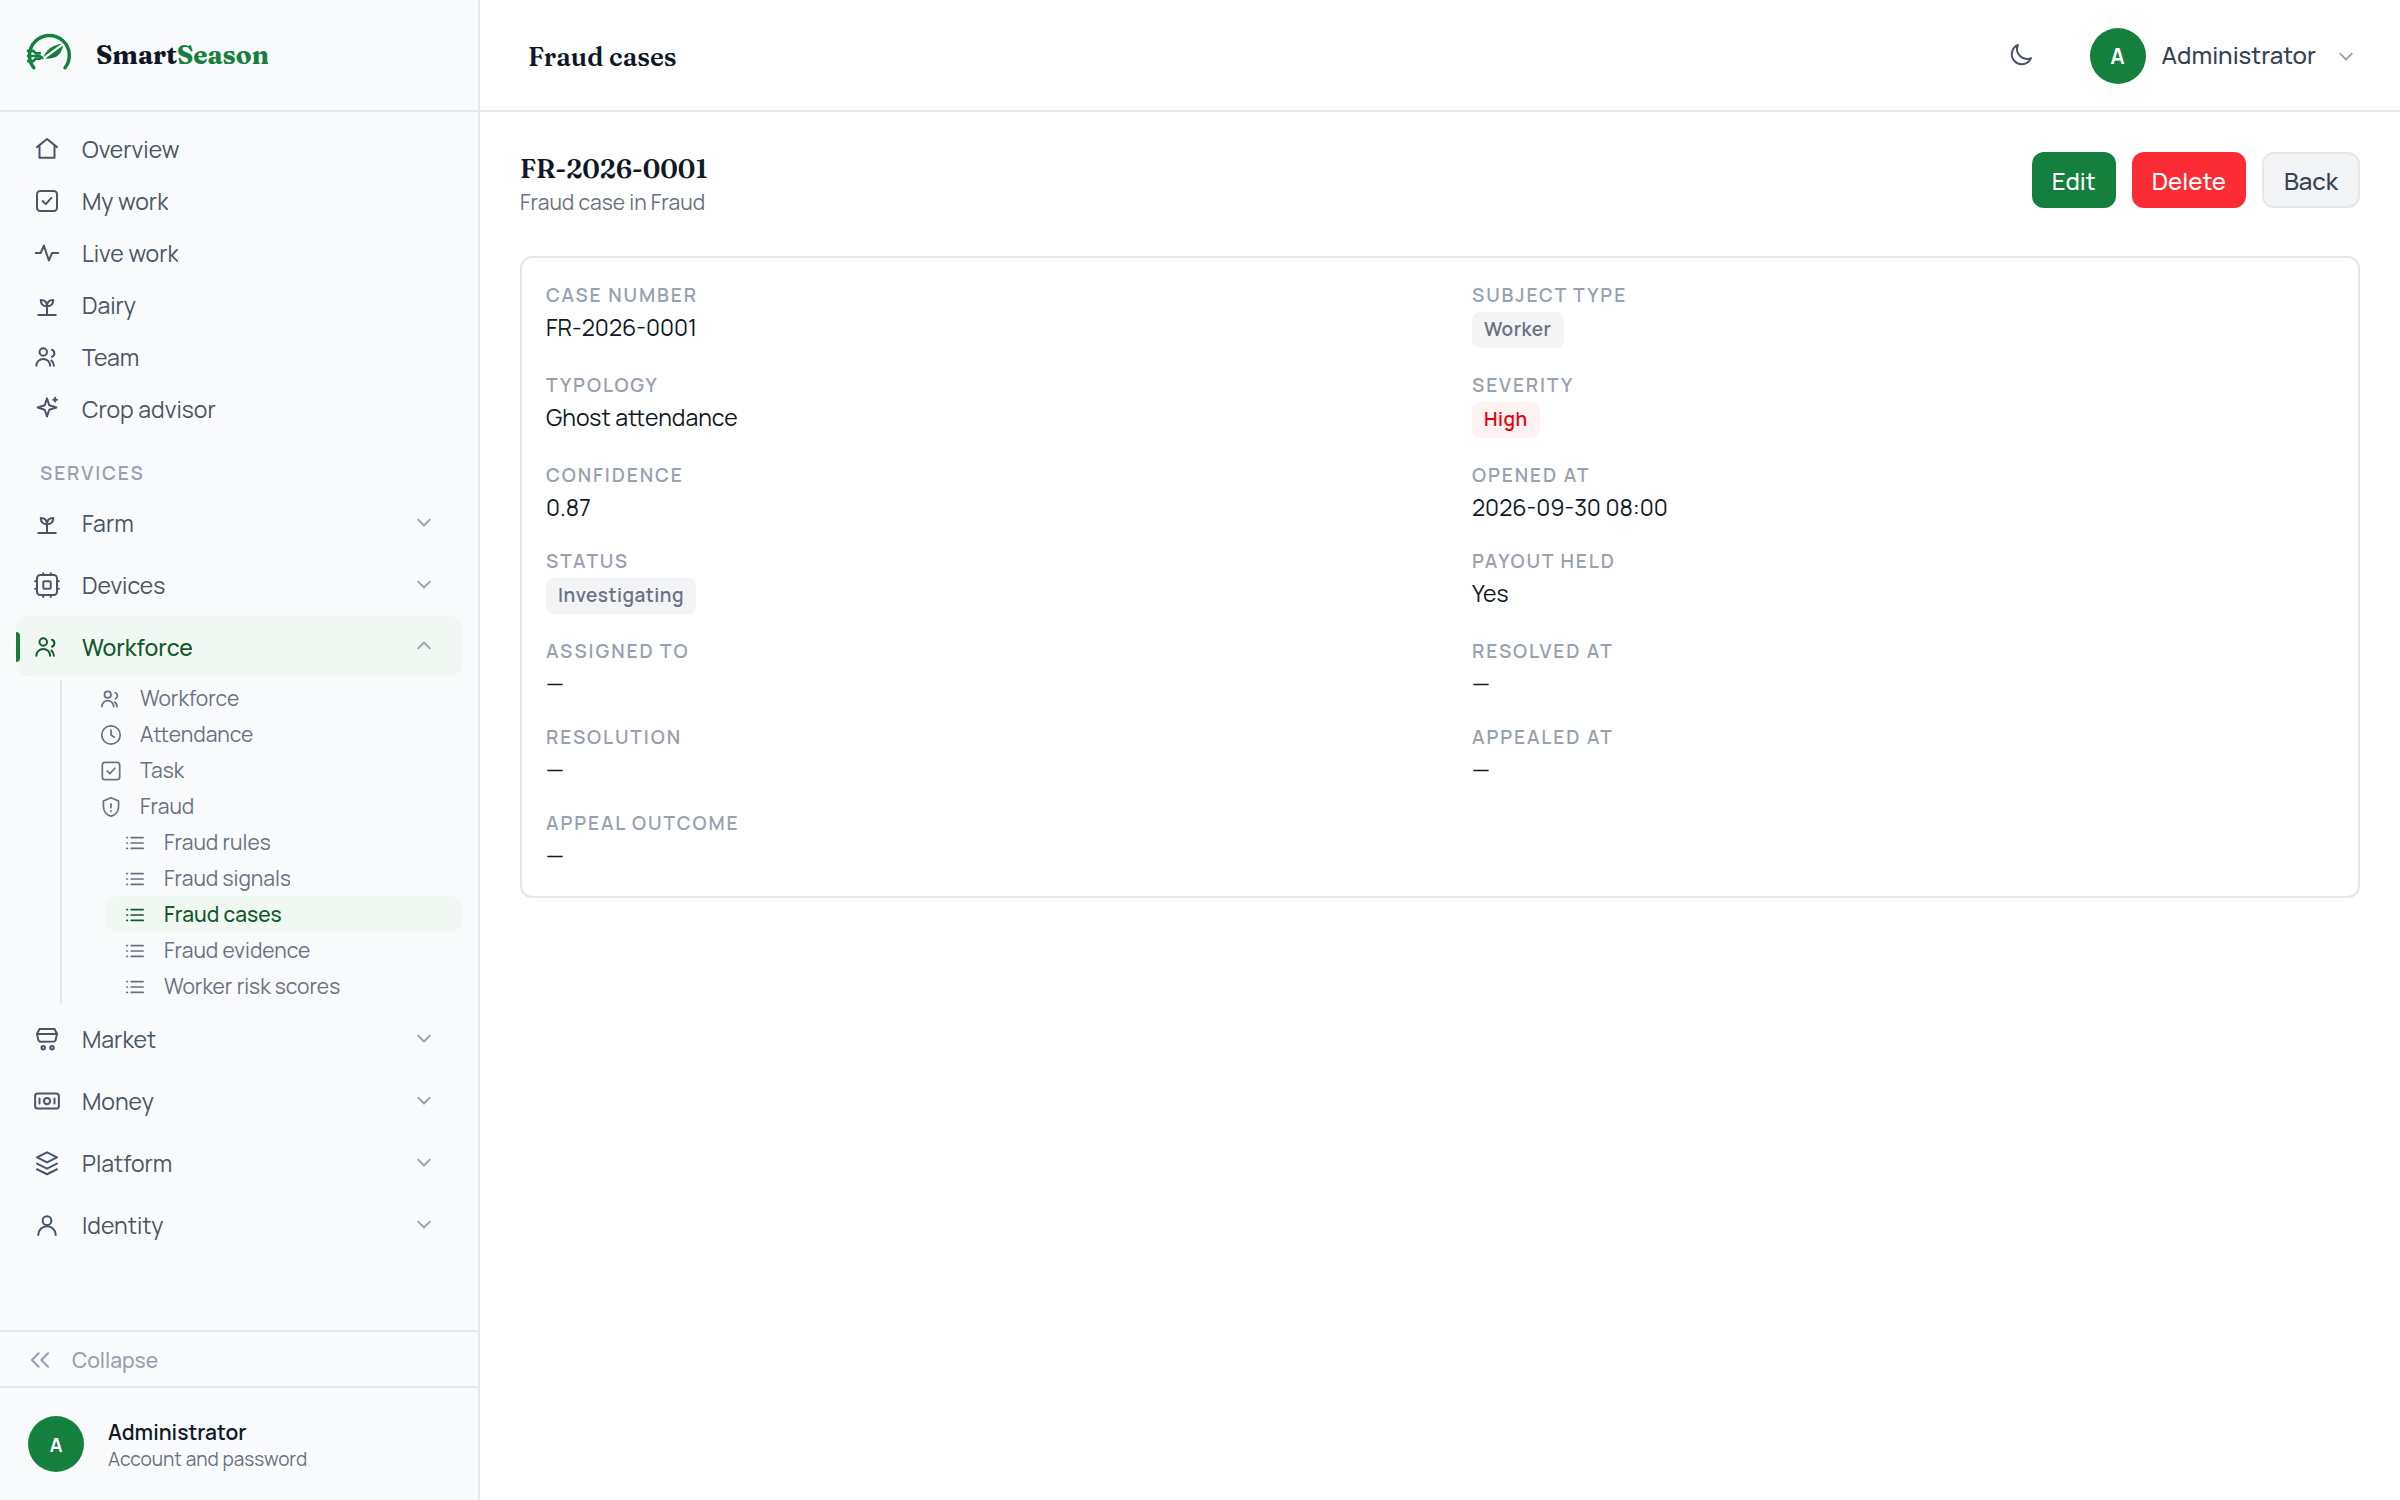 SmartSeason
Fraud cases
A
Administrator
Overview
My work
Live work
Dairy
Team
Crop advisor
SERVICES
Farm
Devices
Workforce
Workforce
Attendance
Task
Fraud
Fraud rules
Fraud signals
Fraud cases
Fraud evidence
Worker risk scores
Market
Money
Platform
Identity
Collapse
A
Administrator
Account and password
FR-2026-0001
Fraud case in Fraud
Edit
Delete
Back
CASE NUMBER
FR-2026-0001
SUBJECT TYPE
Worker
TYPOLOGY
Ghost attendance
SEVERITY
High
CONFIDENCE
0.87
OPENED AT
2026-09-30 08:00
STATUS
Investigating
PAYOUT HELD
Yes
ASSIGNED TO
—
RESOLVED AT
—
RESOLUTION
—
APPEALED AT
—
APPEAL OUTCOME
—